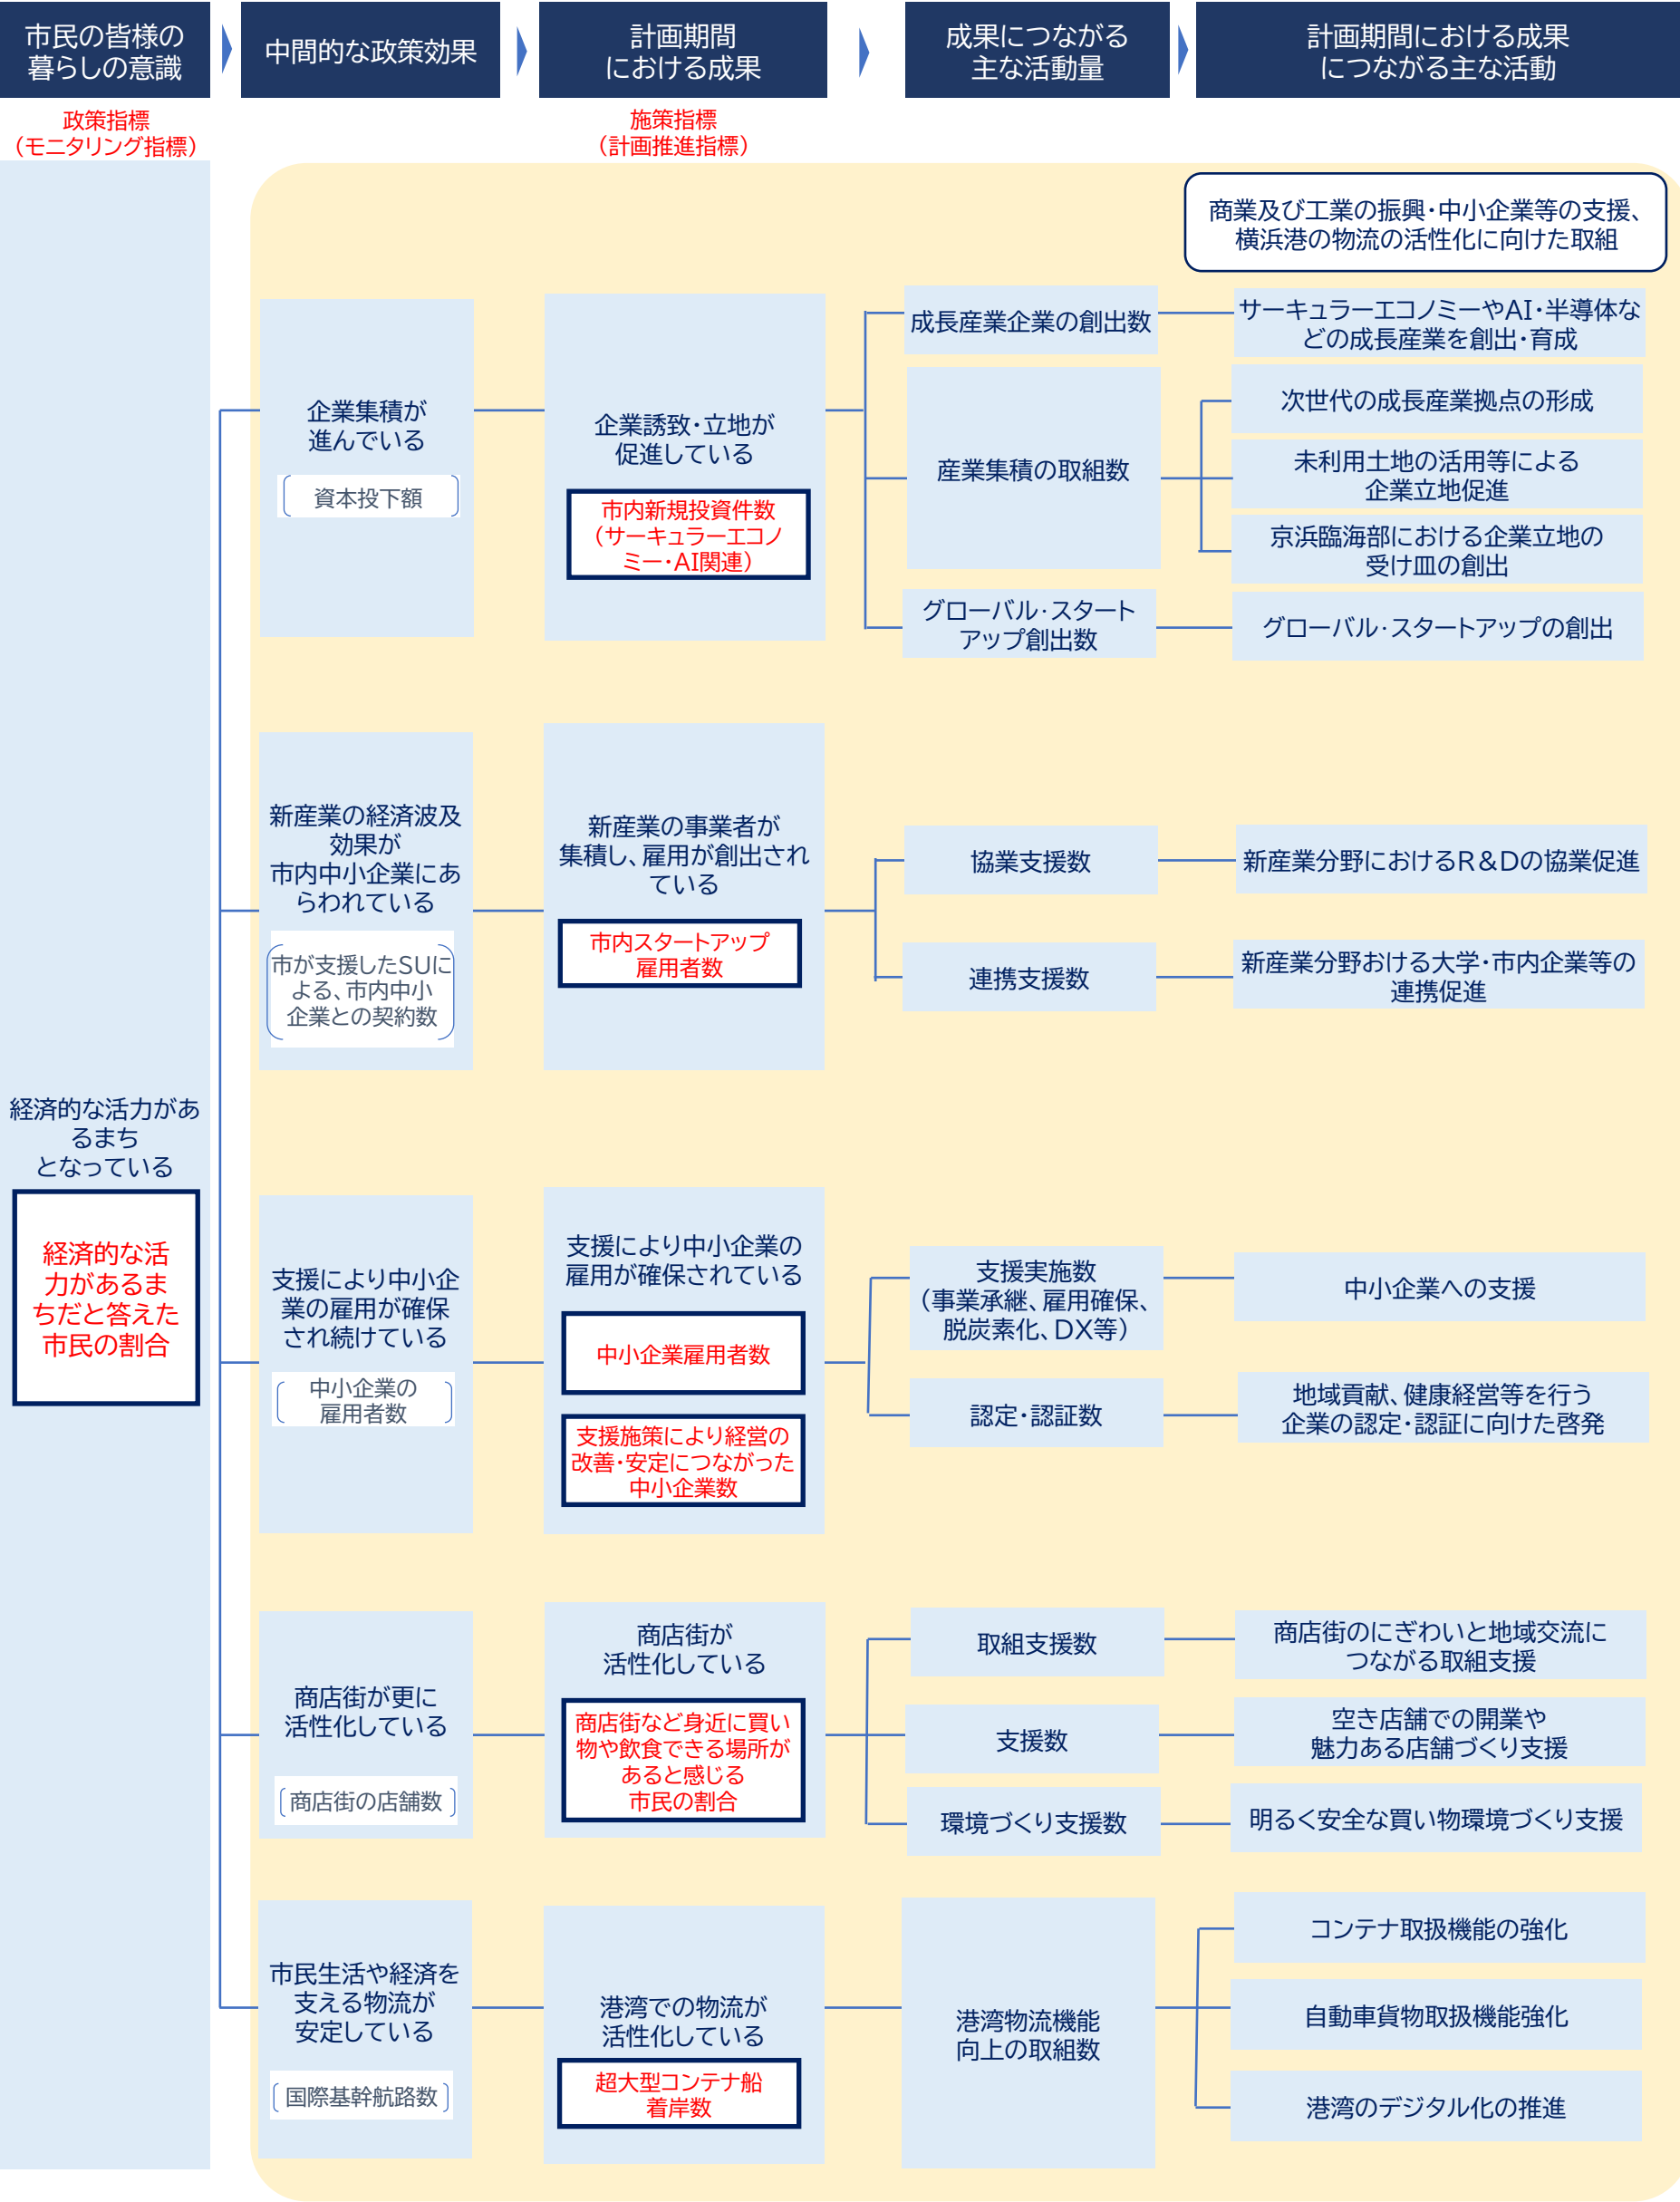 市民の皆様の
暮らしの意識
中間的な政策効果
計画期間
における成果
成果につながる
主な活動量
計画期間における成果
につながる主な活動
政策指標
（モニタリング指標）
施策指標
（計画推進指標）
商業及び工業の振興・中小企業等の支援、
横浜港の物流の活性化に向けた取組
経済的な活力があ
るまち
となっている
経済的な活
力があるま
ちだと答えた
市民の割合
企業集積が
進んでいる
資本投下額
企業誘致・立地が
促進している
市内新規投資件数
（サーキュラーエコノ
ミー・AI関連）
成長産業企業の創出数
サーキュラーエコノミーやAI・半導体な
どの成長産業を創出・育成
産業集積の取組数
次世代の成長産業拠点の形成
未利用土地の活用等による
企業立地促進
京浜臨海部における企業立地の
受け皿の創出
グローバル・スタート
アップ創出数
グローバル・スタートアップの創出
新産業の経済波及
効果が
市内中小企業にあ
らわれている
市が支援したSUに
よる、市内中小
企業との契約数
新産業の事業者が
集積し、雇用が創出され
ている
市内スタートアップ
雇用者数
協業支援数
新産業分野におけるR＆Dの協業促進
連携支援数
新産業分野おける大学・市内企業等の
連携促進
支援により中小企
業の雇用が確保
され続けている
中小企業の
雇用者数
支援により中小企業の
雇用が確保されている
中小企業雇用者数
支援施策により経営の
改善・安定につながった
中小企業数
支援実施数
（事業承継、雇用確保、
脱炭素化、DX等）
中小企業への支援
認定・認証数
地域貢献、健康経営等を行う
企業の認定・認証に向けた啓発
商店街が更に
活性化している
商店街の店舗数
商店街が
活性化している
商店街など身近に買い
物や飲食できる場所が
あると感じる
市民の割合
取組支援数
商店街のにぎわいと地域交流に
つながる取組支援
支援数
空き店舗での開業や
魅力ある店舗づくり支援
環境づくり支援数
明るく安全な買い物環境づくり支援
市民生活や経済を
支える物流が
安定している
国際基幹航路数
港湾での物流が
活性化している
超大型コンテナ船
着岸数
港湾物流機能
向上の取組数
コンテナ取扱機能の強化
自動車貨物取扱機能強化
港湾のデジタル化の推進